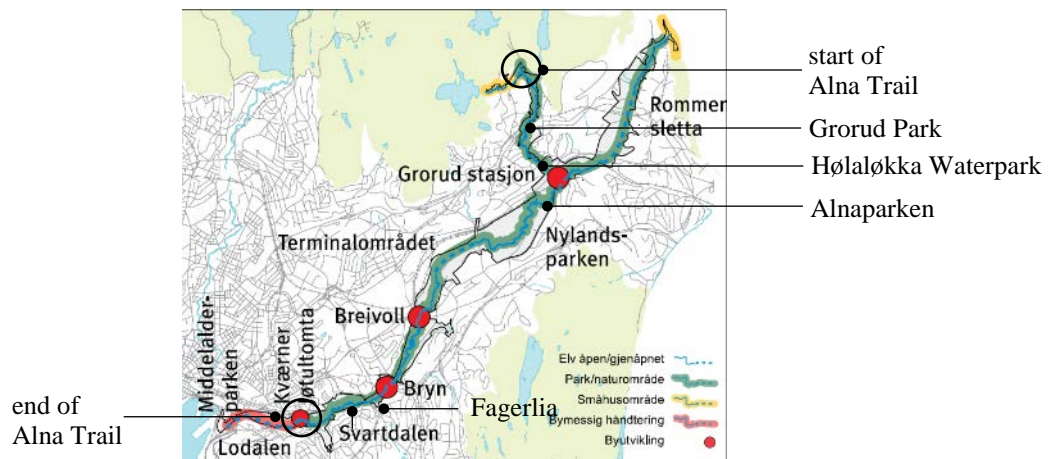 start of
Alna Trail
Rommer
sletta
Grorud Park
Grorud stasjon
Hølaløkka Waterpark
Alnaparken
Terminalområdet
Nylands-
parken
Breivoll
Middelalder-
parken
Kværner
Jøtultomta
Elv åpen/gjenåpnet
Park/naturområde
Småhusområde
Bymessig håndtering
Byutvikling
Bryn
Fagerlia
end of
Alna Trail
Svartdalen
Lodalen